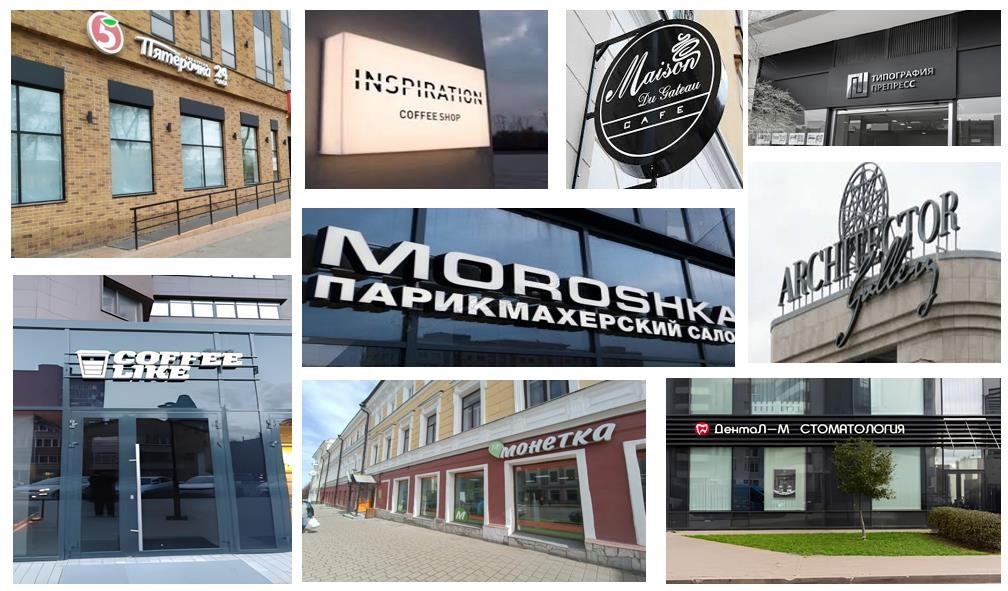 5
Пятёрочка 24
INSPIRATION
COFFEE SHOP
Maison
Du Gateau
CAFE
ТИПОГРАФИЯ
ПРЕПРЕСС
MOROSHKA
ПАРИКМАХЕРСКИЙ САЛО
ARCHITECTOR
Gallery
COFFEE
LIKE
М монетка
М
ДентаЛ-М СТОМАТОЛОГИЯ